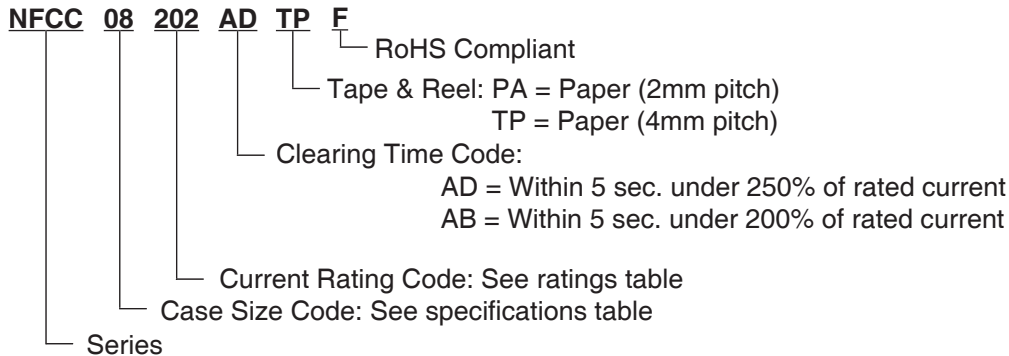 NFCC 08 202 AD TP F
RoHS Compliant
Tape & Reel: PA = Paper (2mm pitch)
TP = Paper (4mm pitch)
Clearing Time Code:
AD = Within 5 sec. under 250% of rated current
AB = Within 5 sec. under 200% of rated current
Current Rating Code: See ratings table
Case Size Code: See specifications table
Series